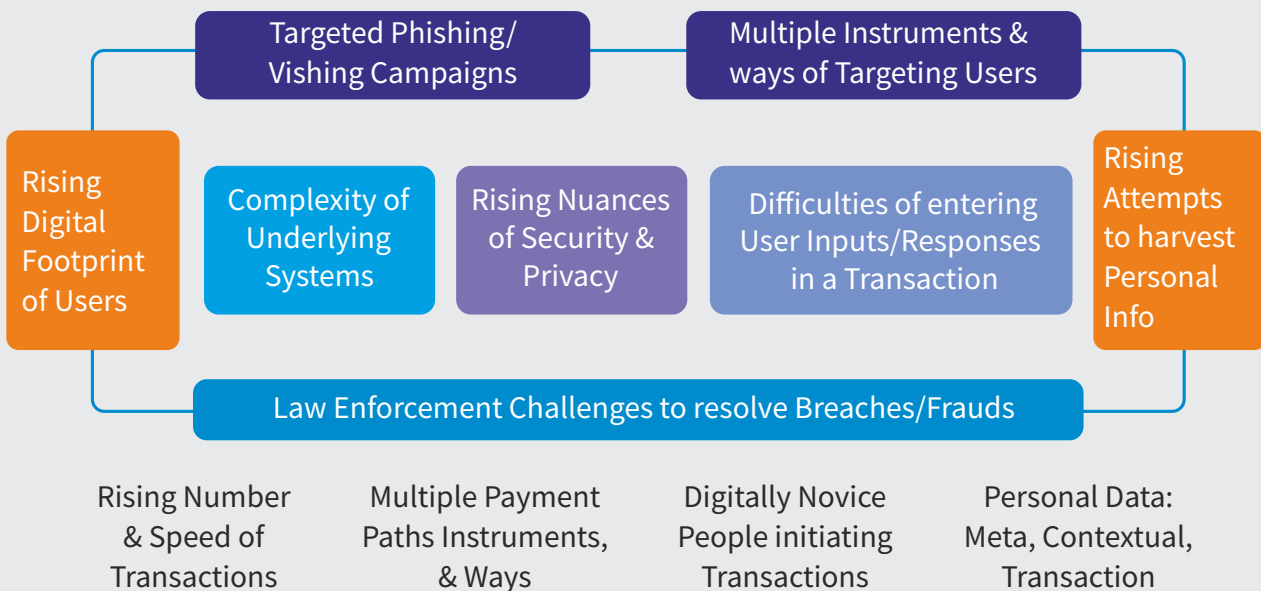 Targeted Phishing/
Vishing Campaigns
Multiple Instruments &
ways of Targeting Users
Rising
Digital
Footprint
of Users
Complexity of
Underlying
Systems
Rising Nuances
of Security &
Privacy
Difficulties of entering
User Inputs/Responses
in a Transaction
Rising
Attempts
to harvest
Personal
Info
Law Enforcement Challenges to resolve Breaches/Frauds
Rising Number
& Speed of
Transactions
Multiple Payment
Paths Instruments,
& Ways
Digitally Novice
People initiating
Transactions
Personal Data:
Meta, Contextual,
Transaction